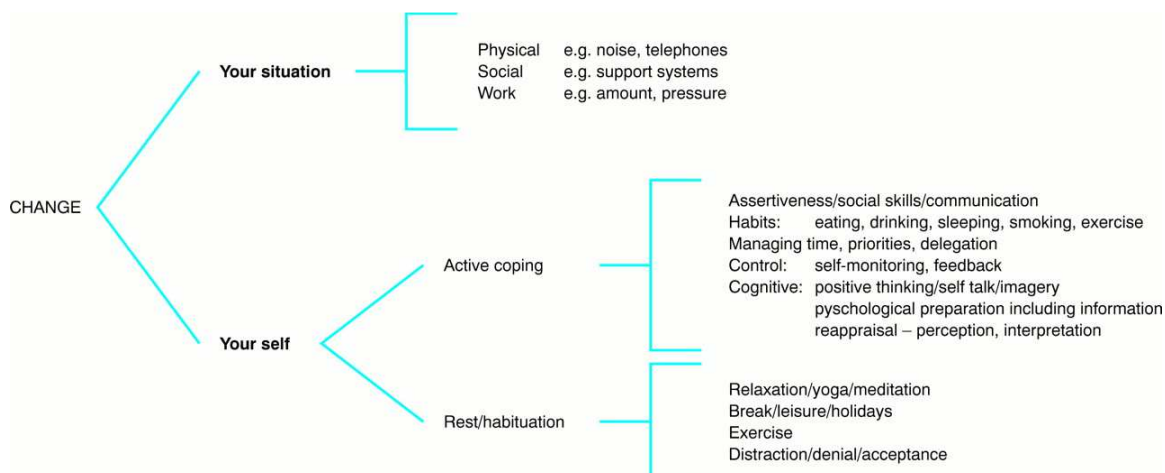 Physical e.g. noise, telephones
Your situation
Social e.g. support systems
Work e.g. amount, pressure
CHANGE
Assertiveness/social skills/communication
Habits: eating, drinking, sleeping, smoking, exercise
Managing time, priorities, delegation
Active coping
Control: self-monitoring, feedback
Cognitive: positive thinking/self talk/imagery
pyschological preparation including information
reappraisal – perception, interpretation
Your self
Relaxation/yoga/meditation
Break/leisure/holidays
Rest/habituation
Exercise
Distraction/denial/acceptance